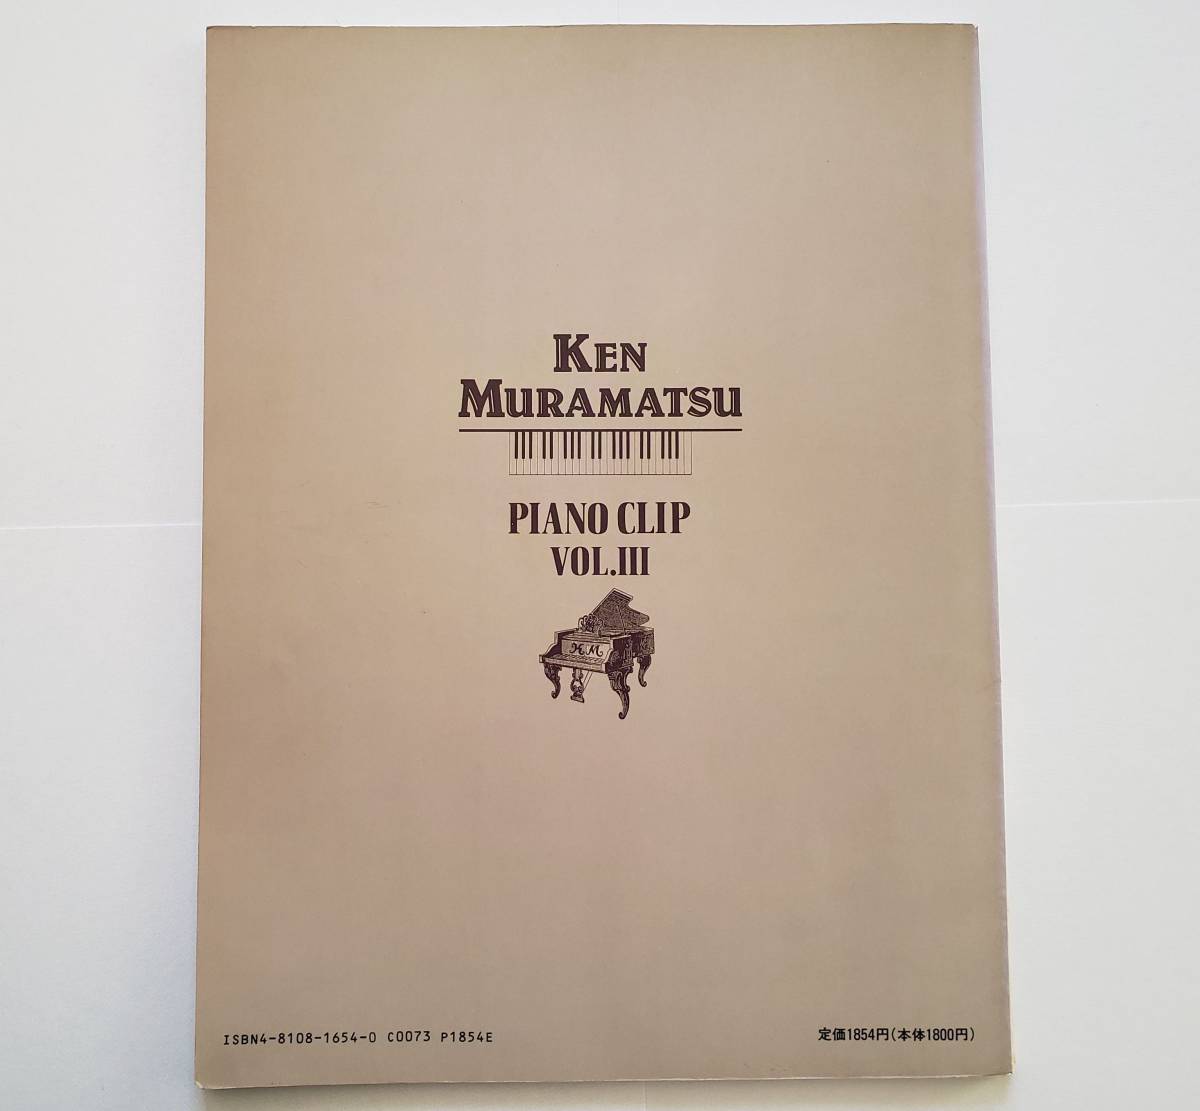 KEN
MURAMATSU
PIANO CLIP
VOL.III
K.M
ISBN4-8108-1654-0 C0073 P1854E
定価1854円(本体1800円)